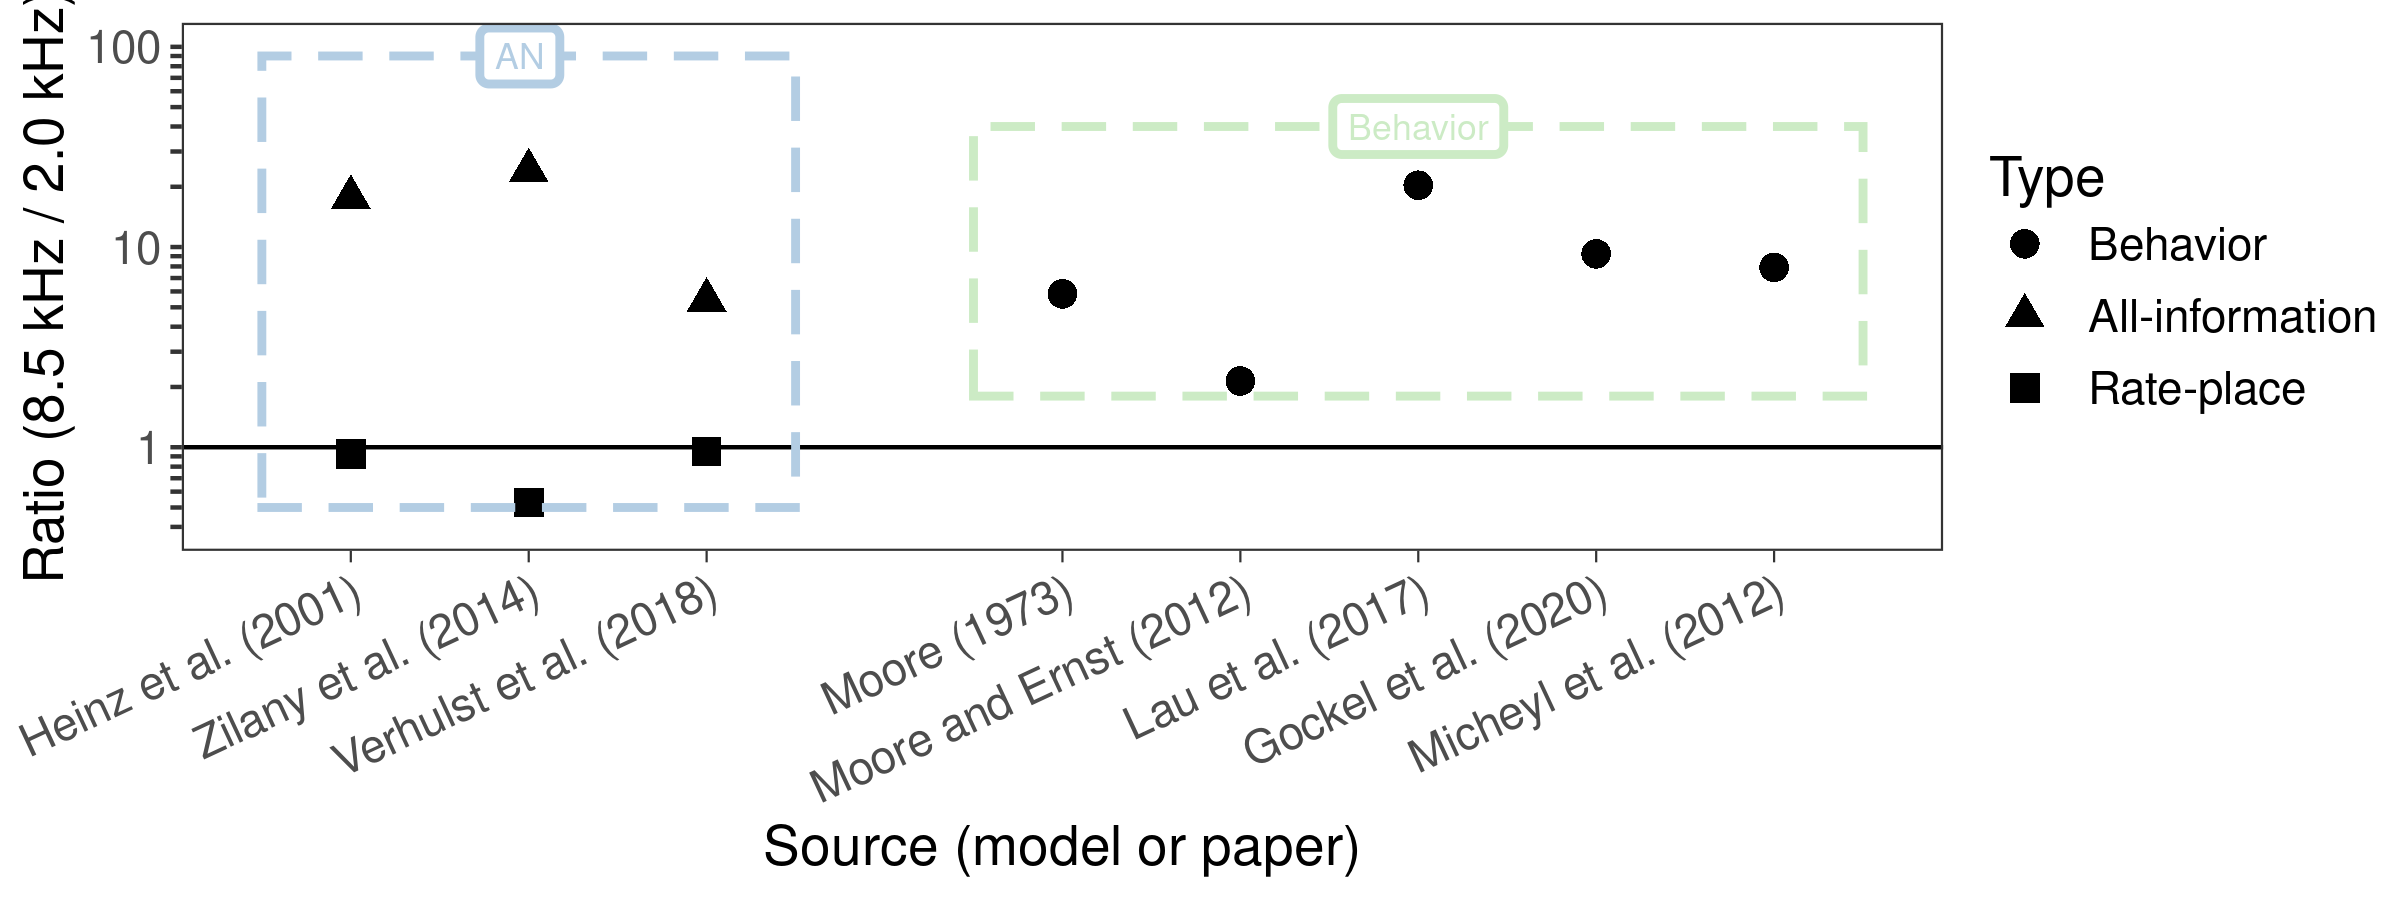 Ratio (8.5 kHz / 2.0 kHz)
100
10
1
AN
Behavior
Heinz et al. (2001)
Zilany et al. (2014)
Verhulst et al. (2018)
Moore (1973)
Moore and Ernst (2012)
Lau et al. (2017)
Gockel et al. (2020)
Micheyl et al. (2012)
Source (model or paper)
Type
Behavior
All-information
Rate-place